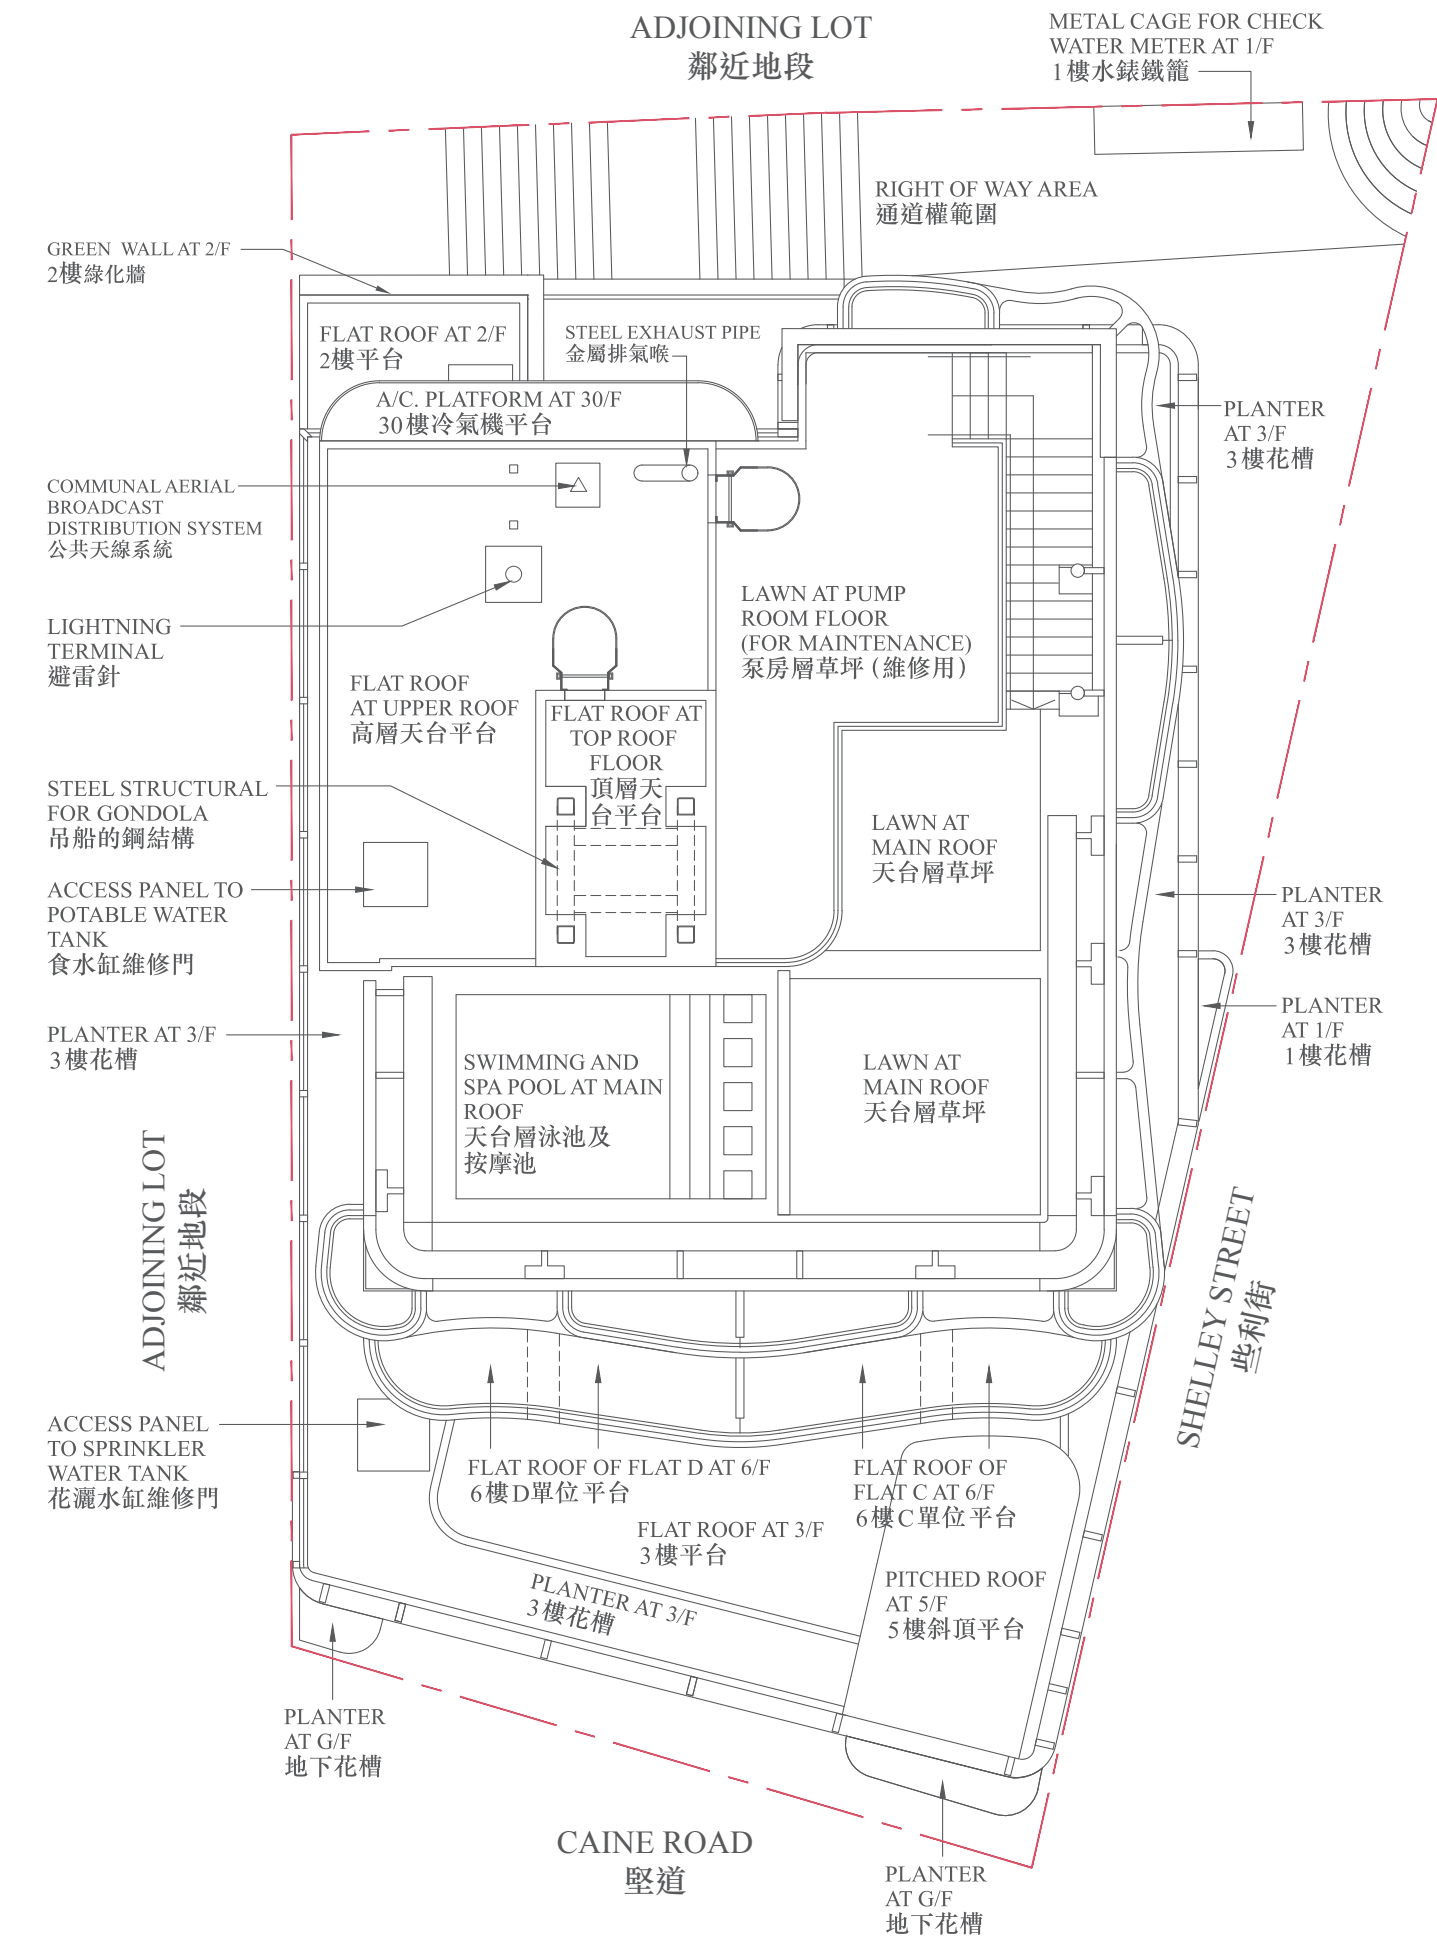 ADJOINING LOT
鄰近地段
METAL CAGE FOR CHECK
WATER METER AT 1/F
1樓水錶鐵籠
RIGHT OF WAY AREA
通道權範圍
GREEN WALL AT 2/F
2樓綠化牆
FLAT ROOF AT 2/F
2樓平台
STEEL EXHAUST PIPE
金屬排氣喉
A/C. PLATFORM AT 30/F
30樓冷氣機平台
PLANTER
AT 3/F
3樓花槽
COMMUNAL AERIAL
BROADCAST
DISTRIBUTION SYSTEM
公共天線系統
LIGHTNING
TERMINAL
避雷針
LAWN AT PUMP
ROOM FLOOR
(FOR MAINTENANCE)
泵房層草坪（維修用）
FLAT ROOF
AT UPPER ROOF
高層天台平台
FLAT ROOF AT
TOP ROOF
FLOOR
頂層天
台平台
STEEL STRUCTURAL
FOR GONDOLA
吊船的鋼結構
LAWN AT
MAIN ROOF
天台層草坪
ACCESS PANEL TO
POTABLE WATER
TANK
食水缸維修門
PLANTER
AT 3/F
3樓花槽
PLANTER
AT 1/F
1樓花槽
PLANTER AT 3/F
3樓花槽
SWIMMING AND
SPA POOL AT MAIN
ROOF
天台層泳池及
按摩池
LAWN AT
MAIN ROOF
天台層草坪
ADJOINING LOT
鄰近地段
SHELLEY STREET
些利街
ACCESS PANEL
TO SPRINKLER
WATER TANK
花灑水缸維修門
FLAT ROOF OF FLAT D AT 6/F
6樓D單位平台
FLAT ROOF OF
FLAT C AT 6/F
6樓C單位平台
FLAT ROOF AT 3/F
3樓平台
PLANTER AT 3/F
3樓花槽
PITCHED ROOF
AT 5/F
5樓斜頂平台
PLANTER
AT G/F
地下花槽
CAINE ROAD
堅道
PLANTER
AT G/F
地下花槽